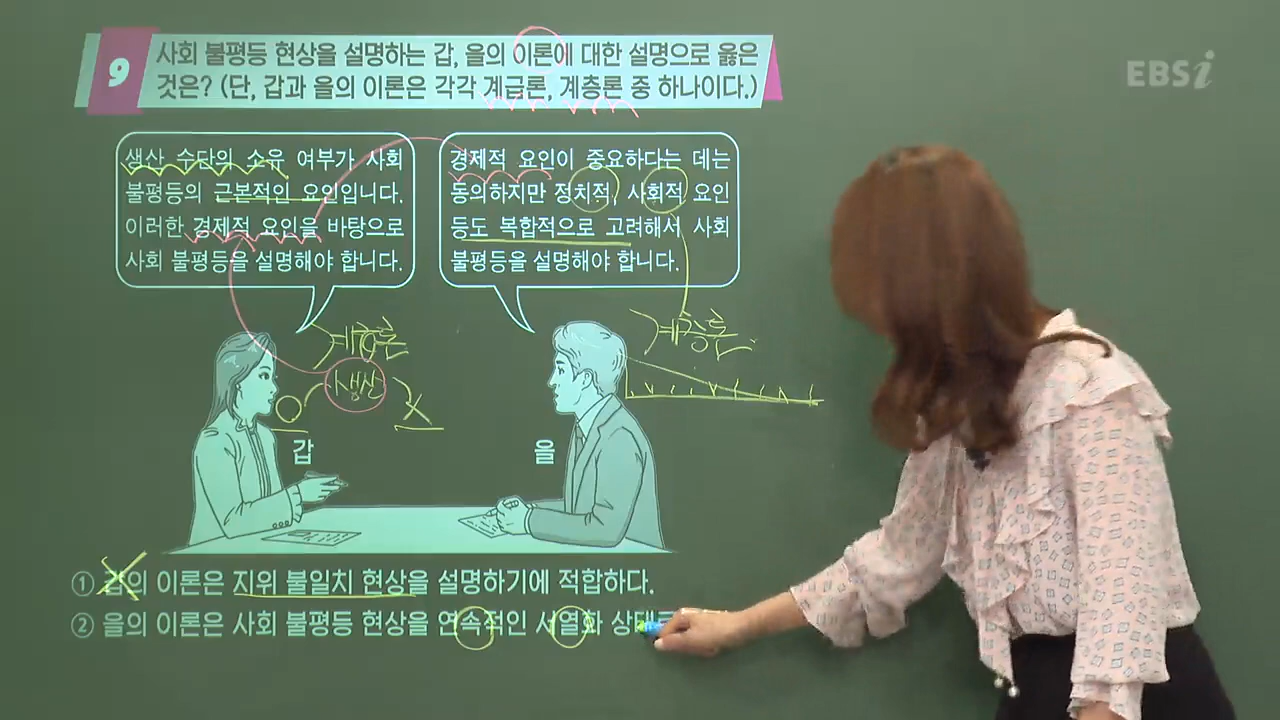 9
사회 불평등 현상을 설명하는 갑, 을의 이론에 대한 설명으로 옳은
것은? (단, 갑과 을의 이론은 각각 계급론, 계층론 중 하나이다.)
EBSi
생산 수단의 소유 여부가 사회
불평등의 근본적인 요인입니다.
이러한 경제적 요인을 바탕으로
사회 불평등을 설명해야 합니다.
경제적 요인이 중요하다는 데는
동의하지만 정치적, 사회적 요인
등도 복합적으로 고려해서 사회
불평등을 설명해야 합니다.
계급론
생산
계층론
갑
을
① 갑의 이론은 지위 불일치 현상을 설명하기에 적합하다.
② 을의 이론은 사회 불평등 현상을 연속적인 서열화 상태로